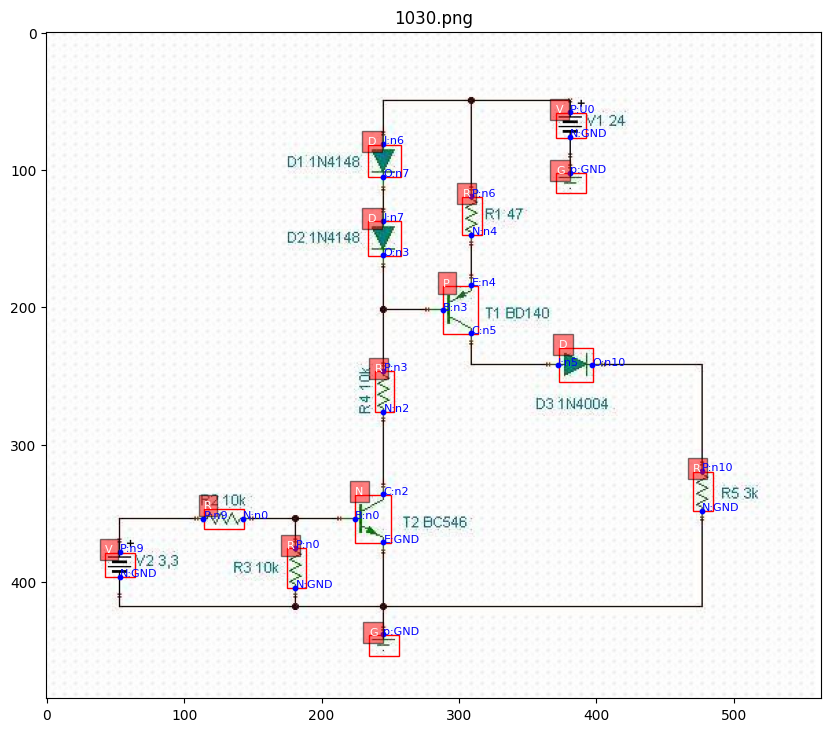 1030.png
0
V
P:U0
V1 24
N:GND
D
I:n6
D1 1N4148
O:n7
100
G
p:GND
R
P:n6
R1 47
N:n4
D
I:n7
D2 1N4148
O:n3
200
P
E:n4
B:n3
T1 BD140
C:n5
D
I:n5
O:n10
R
P:n3
R4 10k
N:n2
D3 1N4004
300
R
P:n10
R5 3k
N:GND
N
C:n2
R2 10k
R
P:n9
N:n0
B:n0
T2 BC546
E:GND
V
P:n9
V2 3,3
N:GND
R
P:n0
R3 10k
N:GND
400
G
p:GND
0
100
200
300
400
500